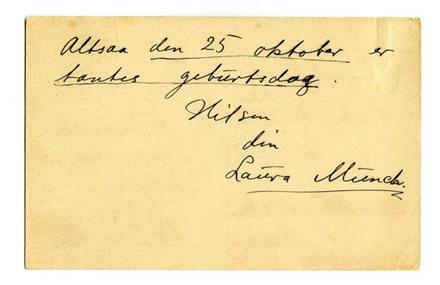 Altsaa den 25 oktober er
tantes geburtsdag.
Hilsen
din
Laura Munch.